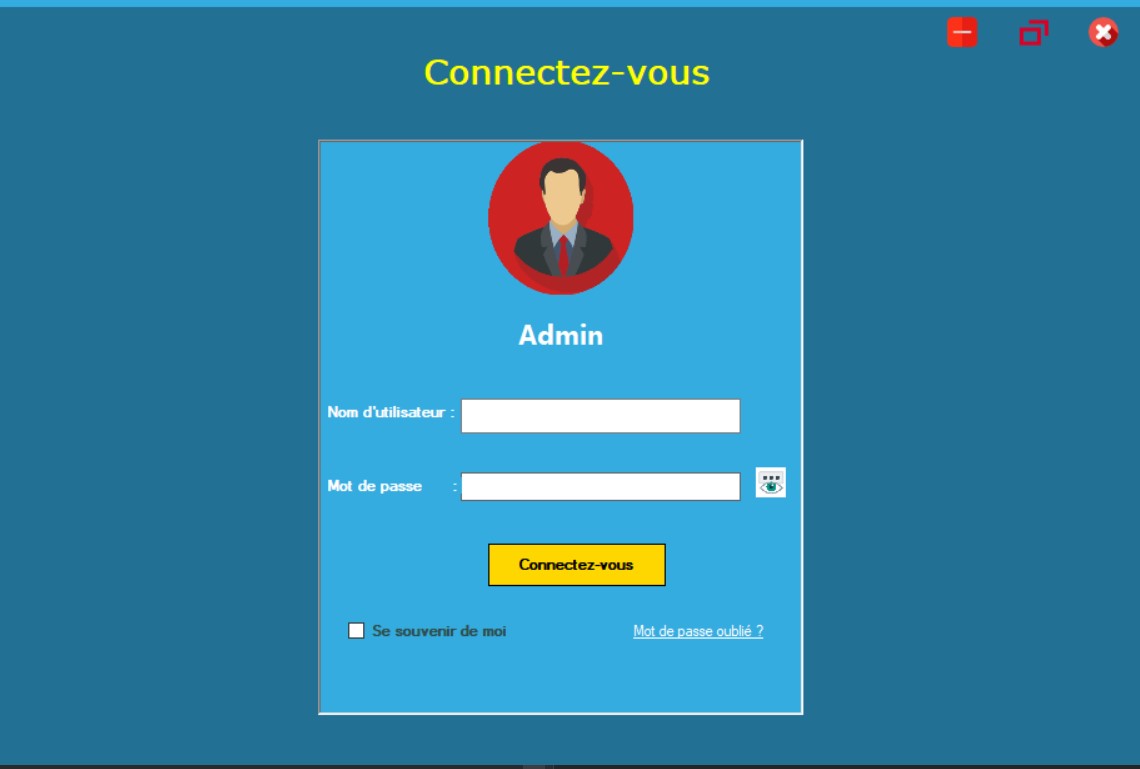 Connectez-vous
Admin
Nom d'utilisateur :
Mot de passe :
Connectez-vous
Se souvenir de moi
Mot de passe oublié ?